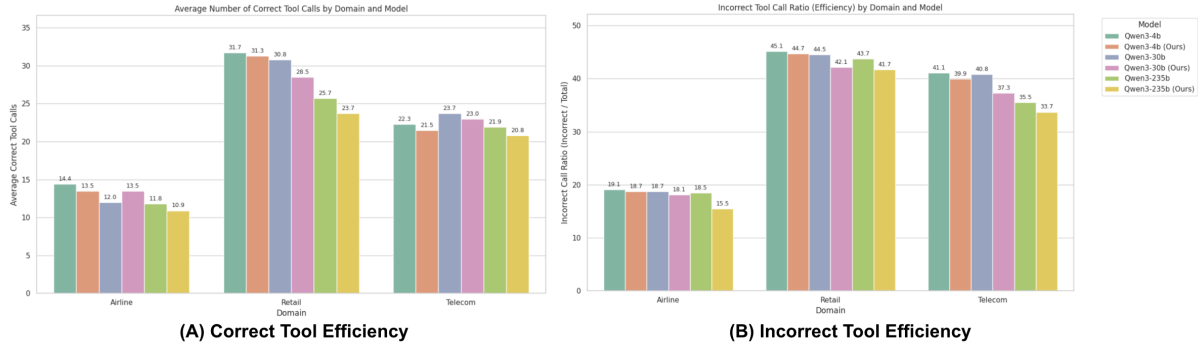 Average Number of Correct Tool Calls by Domain and Model
35
30
25
20
15
10
5
0
Average Correct Tool Calls
14.4
13.5
12.0
13.5
11.8
10.9
31.7
31.3
30.8
28.5
25.7
23.7
22.3
21.5
23.7
23.0
21.9
20.8
Airline
Retail
Telecom
Domain
(A) Correct Tool Efficiency
Incorrect Tool Call Ratio (Efficiency) by Domain and Model
50
40
30
20
10
0
Incorrect Call Ratio (Incorrect / Total)
19.1
18.7
18.7
18.1
18.5
15.5
45.1
44.7
44.5
42.1
43.7
41.7
41.1
39.9
40.8
37.3
35.5
33.7
Airline
Retail
Telecom
Domain
(B) Incorrect Tool Efficiency
Model
Qwen3-4b
Qwen3-4b (Ours)
Qwen3-30b
Qwen3-30b (Ours)
Qwen3-235b
Qwen3-235b (Ours)